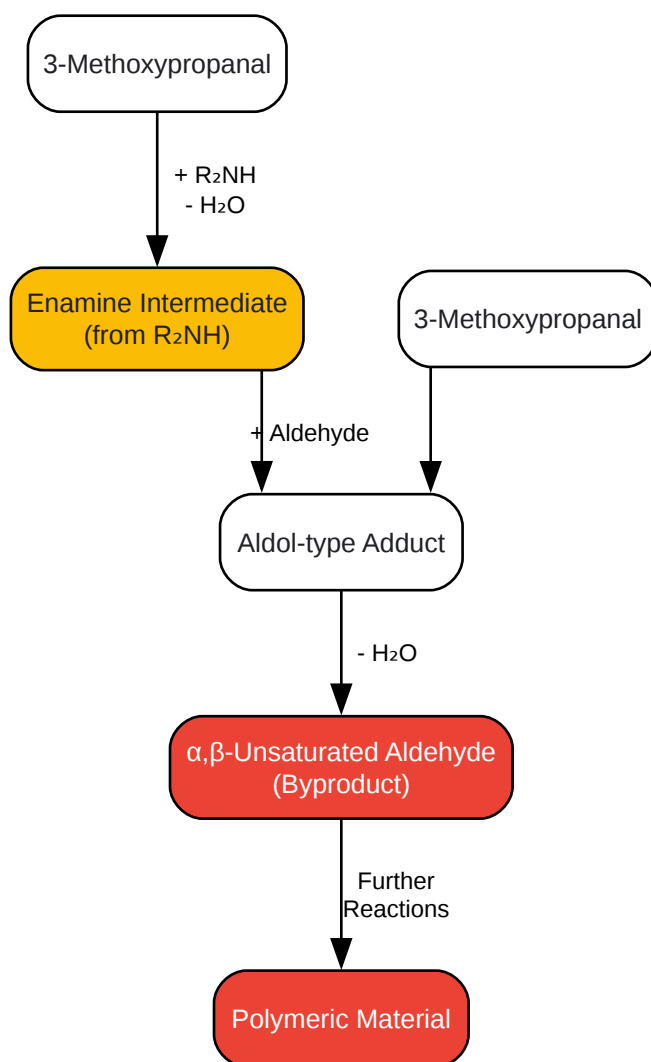 3-Methoxypropanal
+ R₂NH
- H₂O
Enamine Intermediate
(from R₂NH)
3-Methoxypropanal
+ Aldehyde
Aldol-type Adduct
- H₂O
α,β-Unsaturated Aldehyde
(Byproduct)
Further
Reactions
Polymeric Material